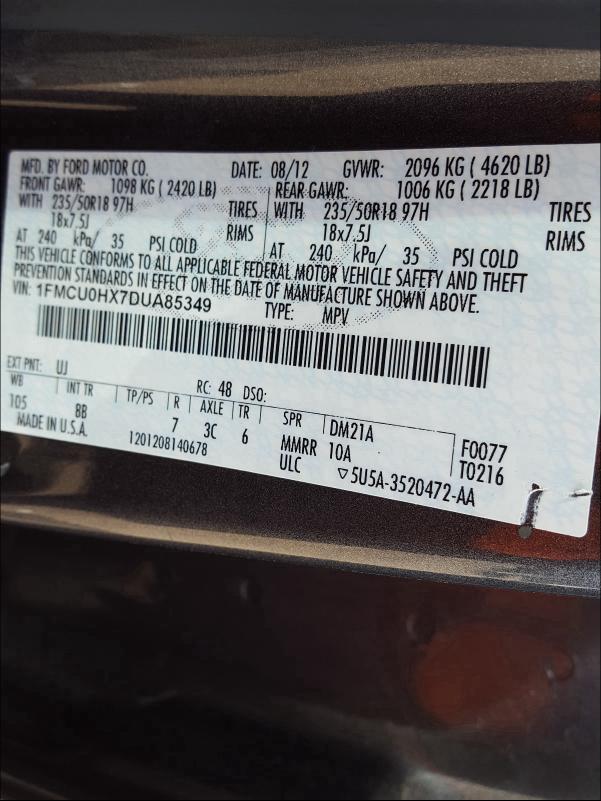 MFD. BY FORD MOTOR CO. DATE: 08/12 GVWR: 2096 KG ( 4620 LB)
FRONT GAWR: 1098 KG ( 2420 LB) REAR GAWR: 1006 KG ( 2218 LB)
WITH 235/50R18 97H TIRES WITH 235/50R18 97H TIRES
18x7.5J RIMS 18x7.5J RIMS
AT 240 kPa/ 35 PSI COLD AT 240 kPa/ 35 PSI COLD
THIS VEHICLE CONFORMS TO ALL APPLICABLE FEDERAL MOTOR VEHICLE SAFETY AND THEFT
PREVENTION STANDARDS IN EFFECT ON THE DATE OF MANUFACTURE SHOWN ABOVE.
VIN: 1FMCU0HX7DUA85349 TYPE: MPV
EXT PNT: UJ RC: 48 DSO:
WB INT TR TP/PS R AXLE TR SPR DM21A F0077
105 8B 7 3C 6 MMRR 10A T0216
MADE IN U.S.A. 1201208140678 ULC ▽5U5A-3520472-AA